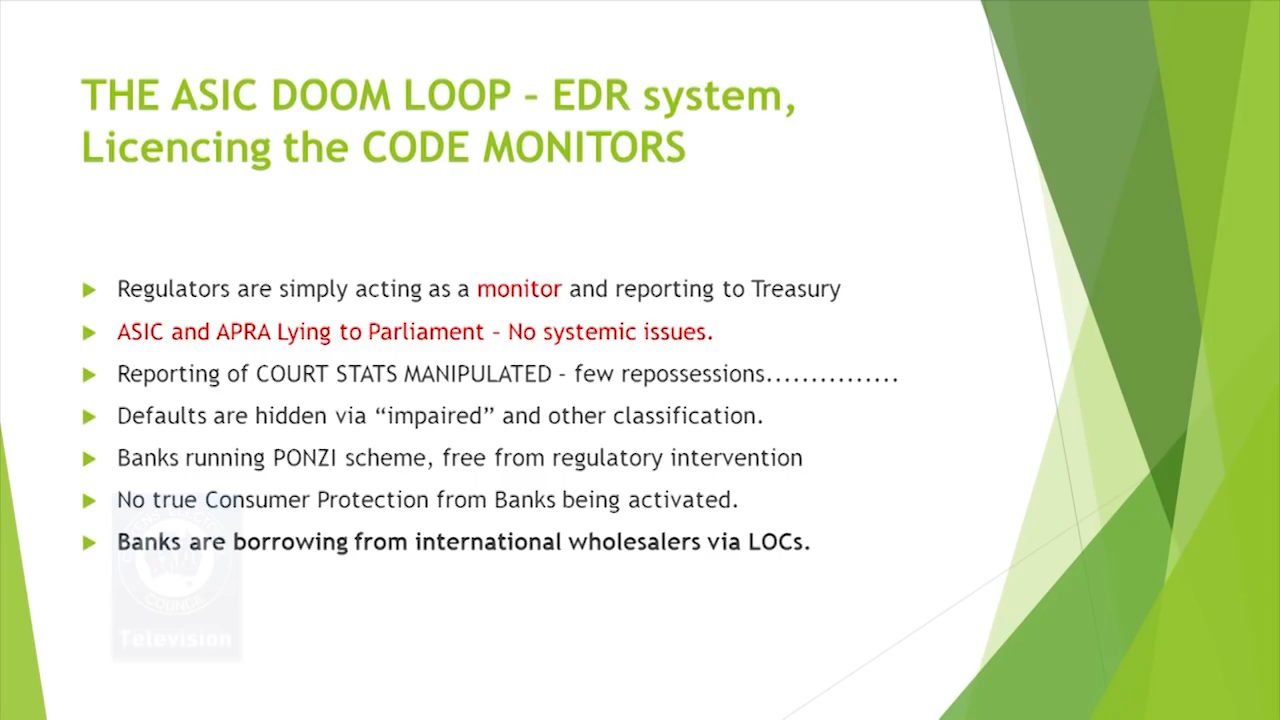 THE ASIC DOOM LOOP – EDR system,
Licencing the CODE MONITORS
Regulators are simply acting as a monitor and reporting to Treasury
ASIC and APRA Lying to Parliament – No systemic issues.
Reporting of COURT STATS MANIPULATED - few repossessions...............
Defaults are hidden via “impaired” and other classification.
Banks running PONZI scheme, free from regulatory intervention
No true Consumer Protection from Banks being activated.
Banks are borrowing from international wholesalers via LOCs.
COUNCIL
Television